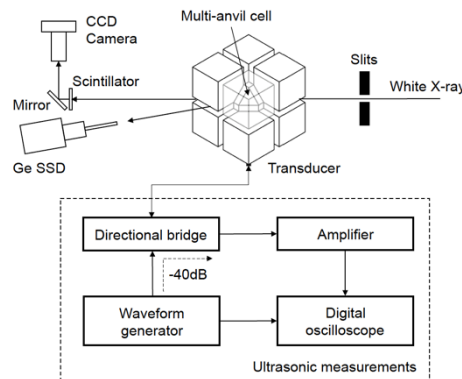 CCD
Camera
Multi-anvil cell
Slits
Scintillator
White X-ray
Mirror
Ge SSD
Transducer
Directional bridge
Amplifier
-40dB
Waveform
generator
Digital
oscilloscope
Ultrasonic measurements